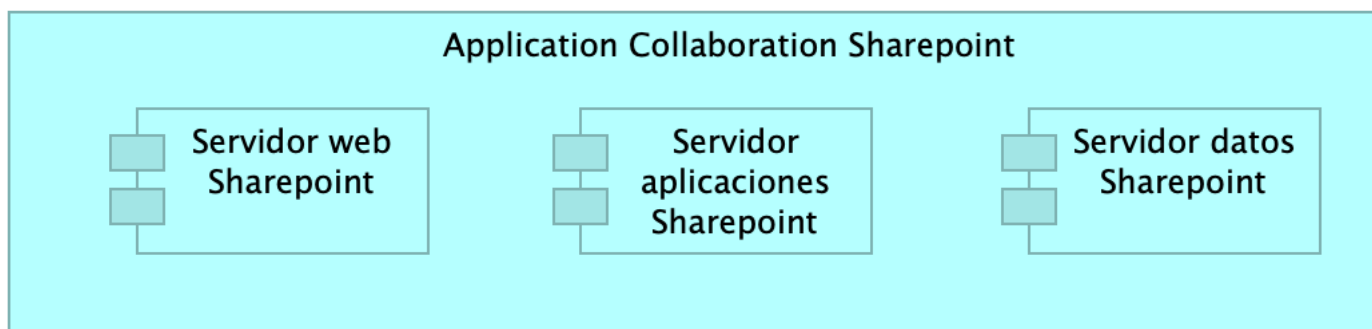 Application Collaboration Sharepoint
Servidor web
Sharepoint
Servidor
aplicaciones
Sharepoint
Servidor datos
Sharepoint